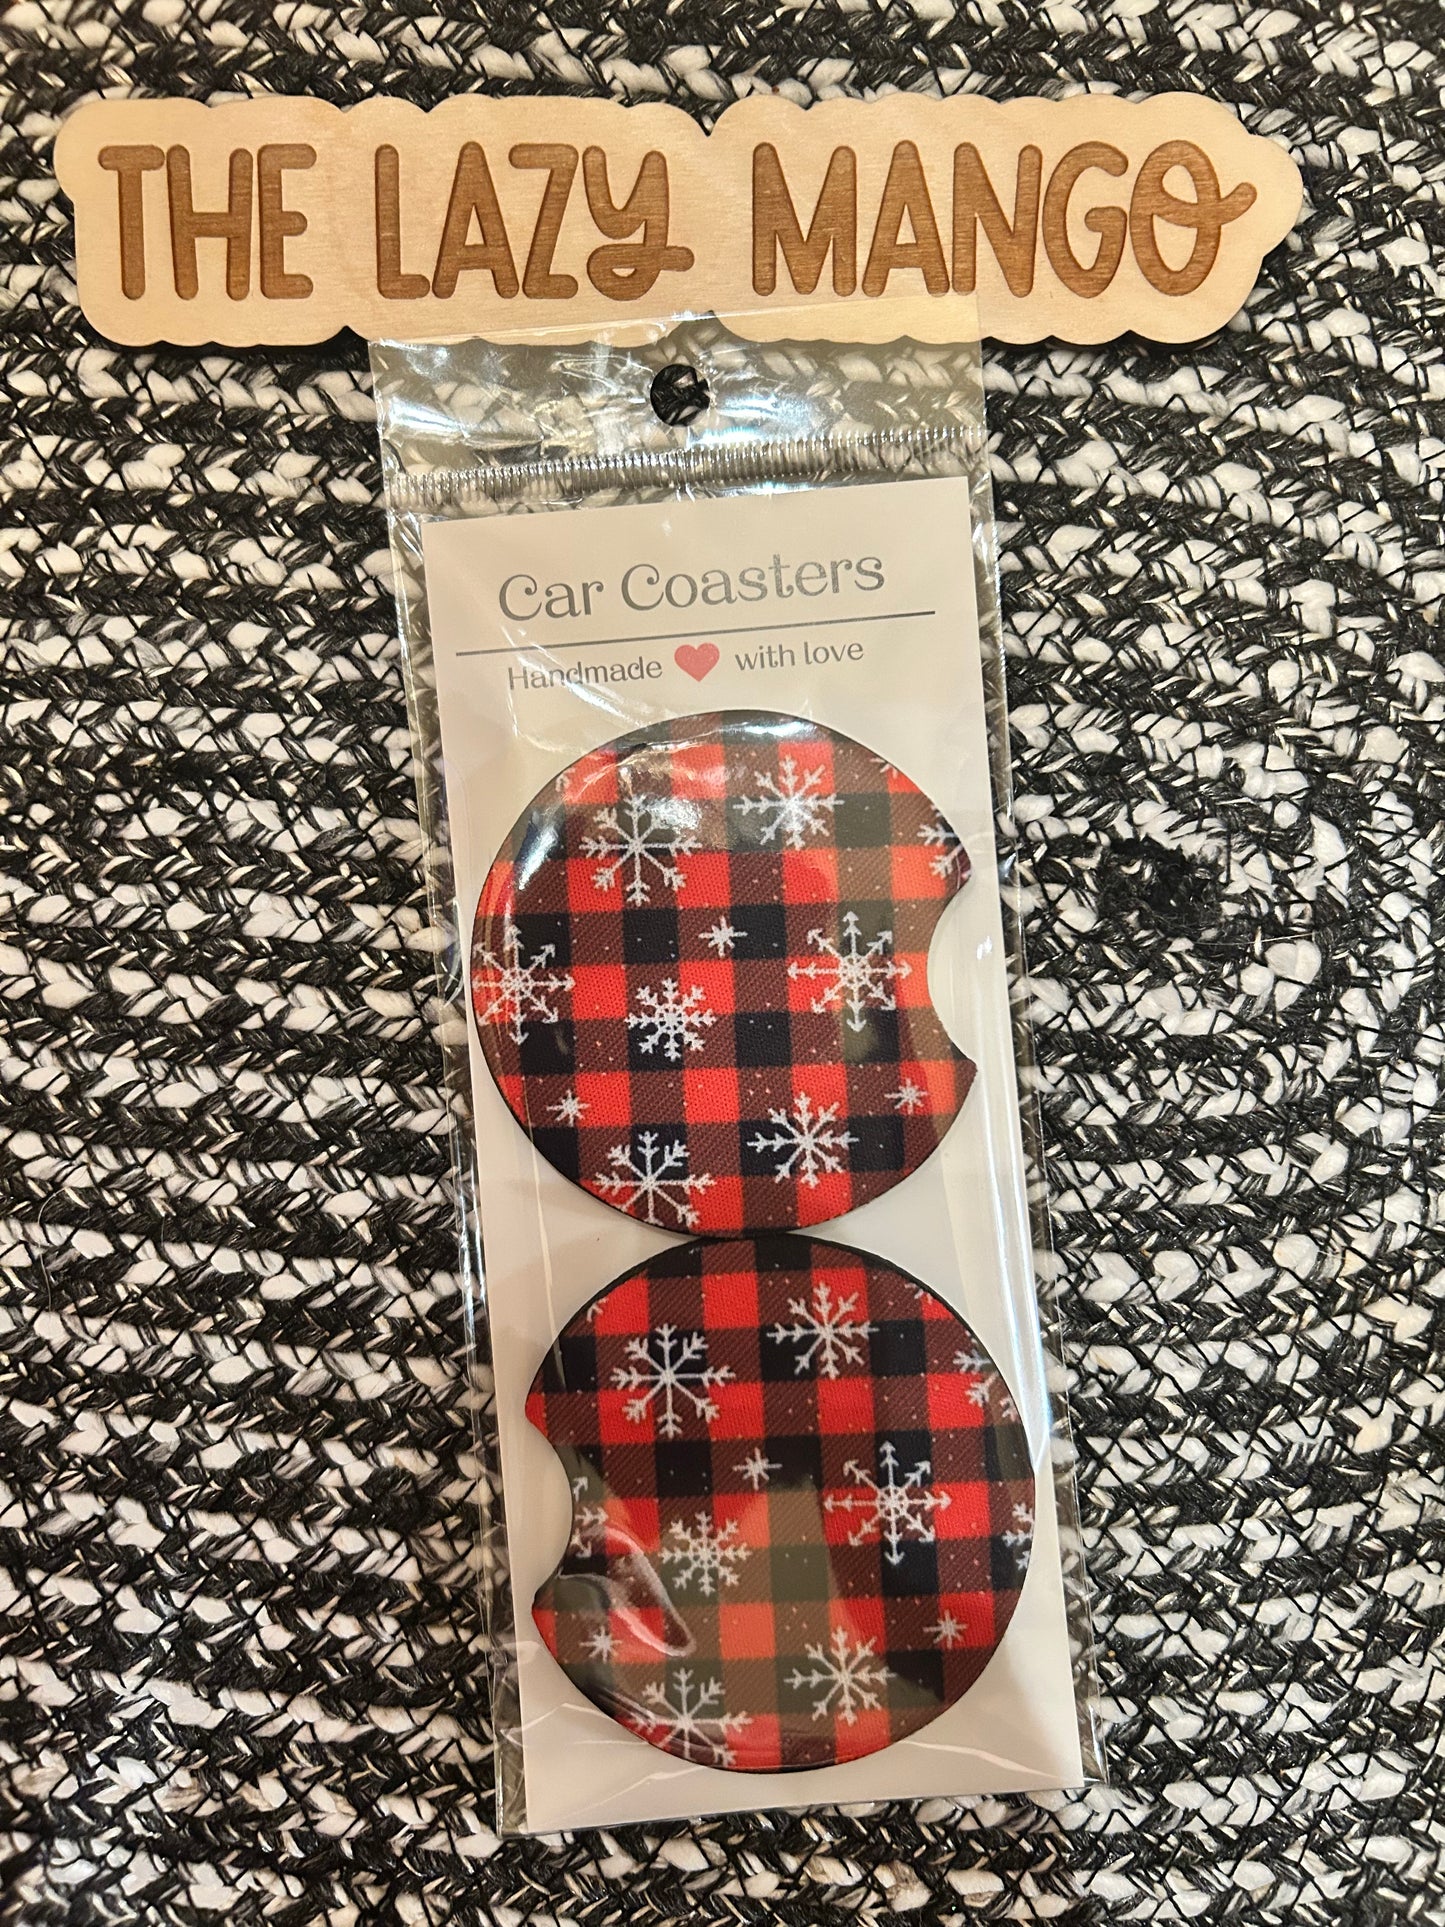 THE LAZY MANGO
Car Coasters
Handmade with love